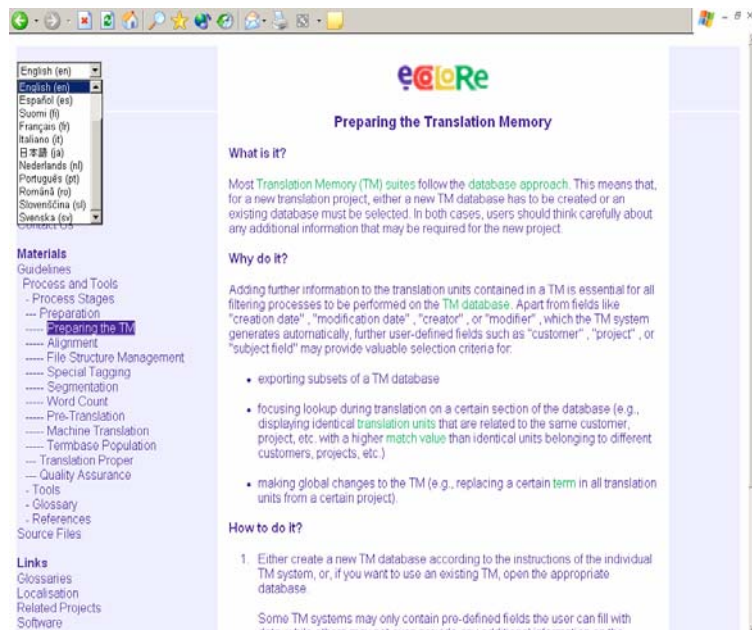 English (en)
English (en)
Español (es)
Suomi (fi)
Français (fr)
Italiano (it)
日本語 (ja)
Nederlands (nl)
Português (pt)
Română (ro)
Slovenščina (sl)
Svenska (sv)
Contact Us
Materials
Guidelines
Process and Tools
- Process Stages
--- Preparation
----- Preparing the TM
----- Alignment
----- File Structure Management
----- Special Tagging
----- Segmentation
----- Word Count
----- Pre-Translation
----- Machine Translation
----- Termbase Population
--- Translation Proper
--- Quality Assurance
- Tools
- Glossary
- References
Source Files
Links
Glossaries
Localisation
Related Projects
Software
eCoLoRe
Preparing the Translation Memory
What is it?
Most Translation Memory (TM) suites follow the database approach. This means that,
for a new translation project, either a new TM database has to be created or an
existing database must be selected. In both cases, users should think carefully about
any additional information that may be required for the new project.
Why do it?
Adding further information to the translation units contained in a TM is essential for all
filtering processes to be performed on the TM database. Apart from fields like
"creation date" , "modification date" , "creator" , or "modifier" , which the TM system
generates automatically, further user-defined fields such as "customer" , "project" , or
"subject field" may provide valuable selection criteria for:
• exporting subsets of a TM database
• focusing lookup during translation on a certain section of the database (e.g.,
displaying identical translation units that are related to the same customer,
project, etc. with a higher match value than identical units belonging to different
customers, projects, etc.)
• making global changes to the TM (e.g., replacing a certain term in all translation
units from a certain project).
How to do it?
1. Either create a new TM database according to the instructions of the individual
TM system, or, if you want to use an existing TM, open the appropriate
database.
Some TM systems may only contain pre-defined fields the user can fill with